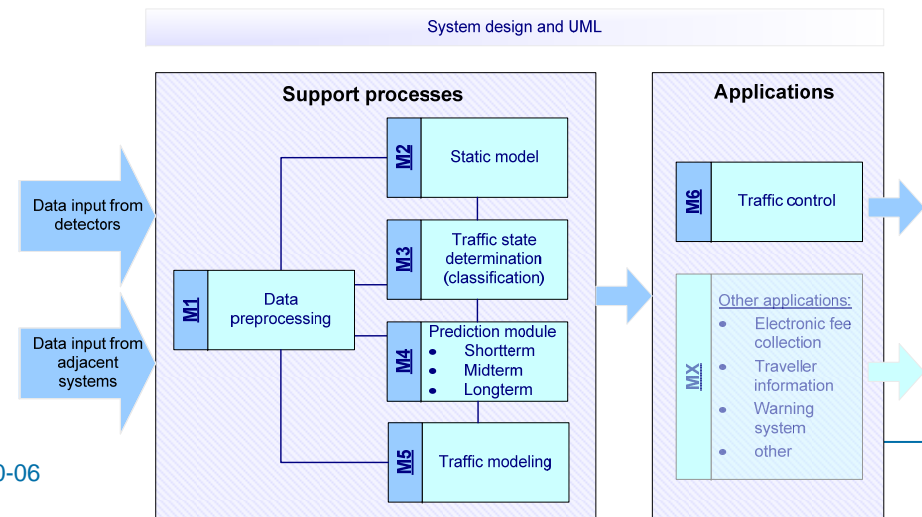 System design and UML
Support processes
Applications
Data input from
detectors
Data input from
adjacent
systems
M1
Data
preprocessing
M2
Static model
M3
Traffic state
determination
(classification)
M4
Prediction module
● Shortterm
● Midterm
● Longterm
M5
Traffic modeling
M6
Traffic control
MX
Other applications:
● Electronic fee
collection
● Traveller
information
● Warning
system
● other
0-06